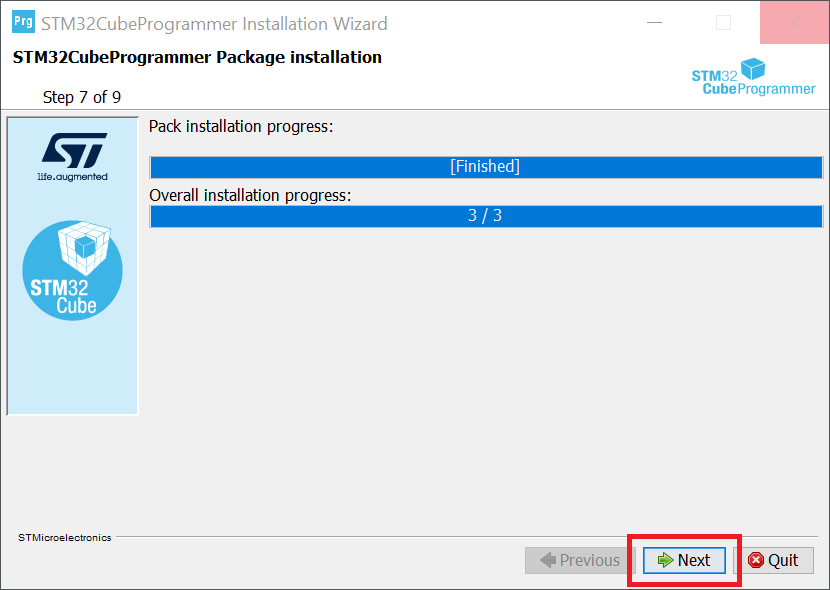 Prg STM32CubeProgrammer Installation Wizard
STM32CubeProgrammer Package installation
STM32
CubeProgrammer
Step 7 of 9
ST
life.augmented
STM32
Cube
Pack installation progress:
[Finished]
Overall installation progress:
3 / 3
STMicroelectronics
Previous Next Quit